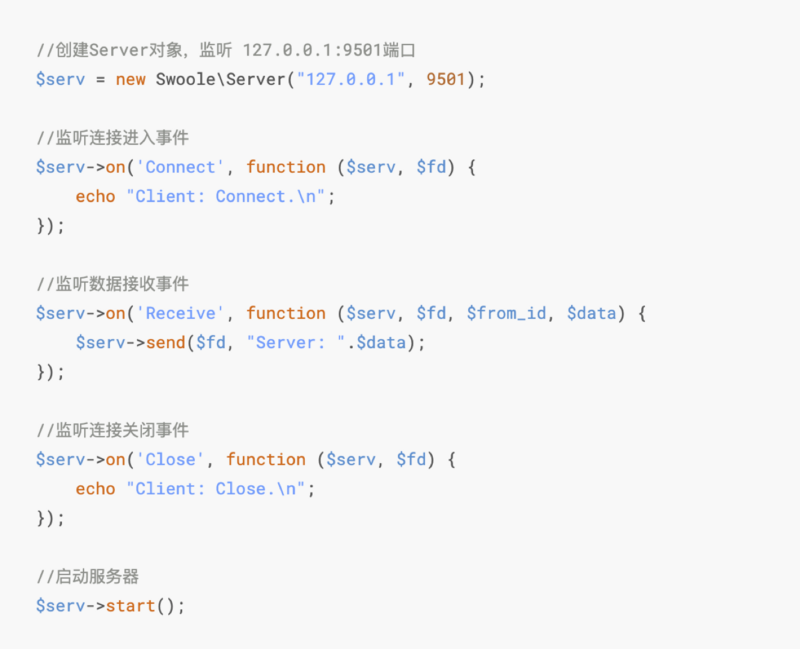 //创建Server对象，监听 127.0.0.1:9501端口
$serv = new Swoole\Server("127.0.0.1", 9501);
//监听连接进入事件
$serv->on('Connect', function ($serv, $fd) {
    echo "Client: Connect.\n";
});
//监听数据接收事件
$serv->on('Receive', function ($serv, $fd, $from_id, $data) {
    $serv->send($fd, "Server: ".$data);
});
//监听连接关闭事件
$serv->on('Close', function ($serv, $fd) {
    echo "Client: Close.\n";
});
//启动服务器
$serv->start();